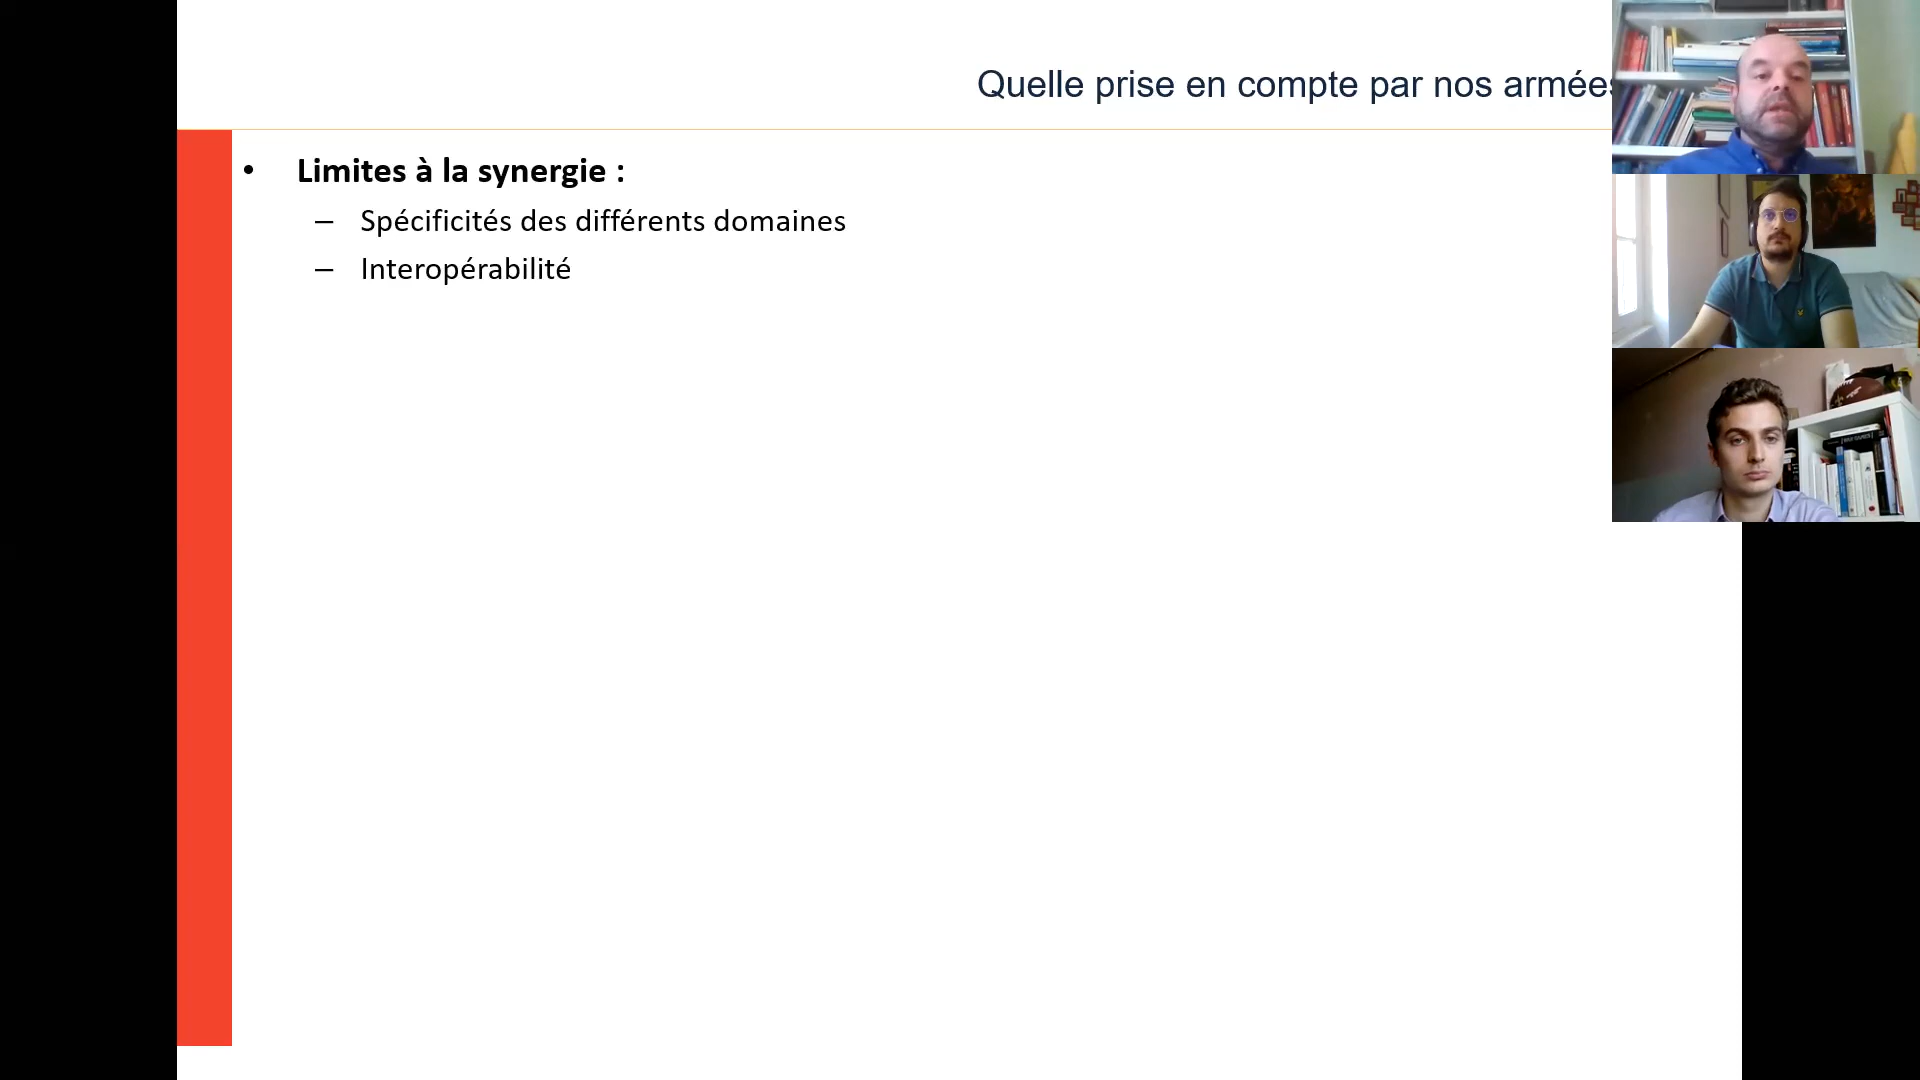 Quelle prise en compte par nos armées
• Limites à la synergie :
– Spécificités des différents domaines
– Interopérabilité